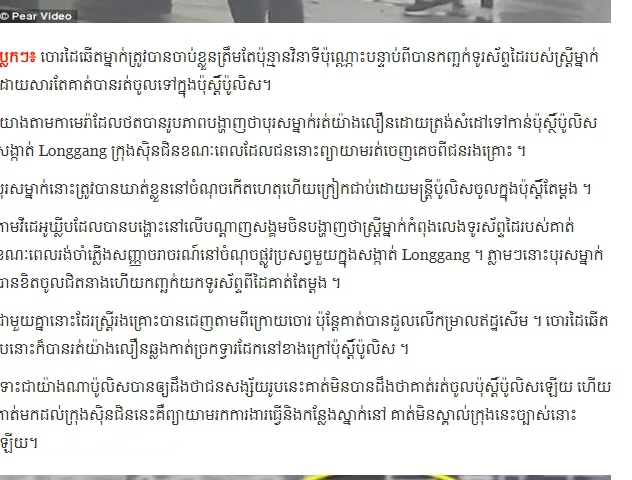 © Pear Video
ប្លែកៗ៖ ចោរដៃឆើតម្នាក់ត្រូវបានចាប់ខ្លួនត្រឹមតែប៉ុន្មានវិនាទីប៉ុណ្ណោះបន្ទាប់ពីបានកញ្ឆក់ទូរស័ព្ទដៃរបស់ស្ត្រីម្នាក់
ដោយសារតែគាត់បានរត់ចូលទៅក្នុងប៉ុស្តិ៍ប៉ូលិស។
យោងតាមកាមេរ៉ាដែលថតបានរូបភាពបង្ហាញថាបុរសម្នាក់រត់យ៉ាងលឿនដោយត្រង់សំដៅទៅកាន់ប៉ុស្ថិ៍ប៉ូលិស
សង្កាត់ Longgang ក្រុងស៊ិនជិនខណៈពេលដែលជននោះព្យាយាមរត់ចេញគេចពីជនរងគ្រោះ ។
បុរសម្នាក់នោះត្រូវបានឃាត់ខ្លួននៅចំណុចកើតហេតុហើយក្រៀកជាប់ដោយមន្ត្រីប៉ូលិសចូលក្នុងប៉ុស្តិ៍តែម្តង ។
តាមវីដេអូឃ្លីបដែលបានបង្ហោះនៅលើបណ្តាញសង្គមចិនបង្ហាញថាស្ត្រីម្នាក់កំពុងលេងទូរស័ព្ទដៃរបស់គាត់
ខណៈពេលរង់ចាំភ្លើងសញ្ញាចរាចរណ៍នៅចំណុចផ្លូវប្រសព្វមួយក្នុងសង្កាត់ Longgang ។ ភ្លាមៗនោះបុរសម្នាក់
បានខិតចូលជិតនាងហើយកញ្ឆក់យកទូរស័ព្ទពីដៃគាត់តែម្តង ។
ជាមួយគ្នានោះដែរស្ត្រីរងគ្រោះបានដេញតាមពីក្រោយចោរ ប៉ុន្តែគាត់បានដួលលើកម្រាលឥដ្ឋសើម ។ ចោរដៃឆើត
រូបនោះក៏បានរត់យ៉ាងលឿនឆ្លងកាត់ច្រកទ្វារដែកនៅខាងក្រៅប៉ុស្តិ៍ប៉ូលិស ។
ទោះជាយ៉ាងណាប៉ូលិសបានឲ្យដឹងថាជនសង្ស័យរូបនេះគាត់មិនបានដឹងថាគាត់រត់ចូលប៉ុស្តិ៍ប៉ូលិសឡើយ ហើយ
គាត់មកដល់ក្រុងស៊ិនជិននេះគឺព្យាយាមរកការងារធ្វើនិងកន្លែងស្នាក់នៅ គាត់មិនស្គាល់ក្រុងនេះច្បាស់នោះ
ឡើយ។